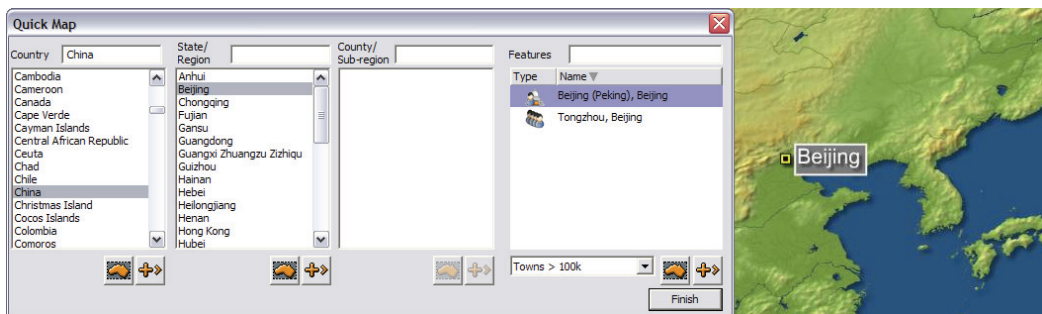 Quick Map
Country China
State/
Region
County/
Sub-region
Features
Cambodia
Cameroon
Canada
Cape Verde
Cayman Islands
Central African Republic
Ceuta
Chad
Chile
China
Christmas Island
Cocos Islands
Colombia
Comoros
Anhui
Beijing
Chongqing
Fujian
Gansu
Guangdong
Guangxi Zhuangzu Zizhiqu
Guizhou
Hainan
Hebei
Heilongjiang
Henan
Hong Kong
Hubei
Type Name
Beijing (Peking), Beijing
Tongzhou, Beijing
Towns > 100k
Finish
Beijing